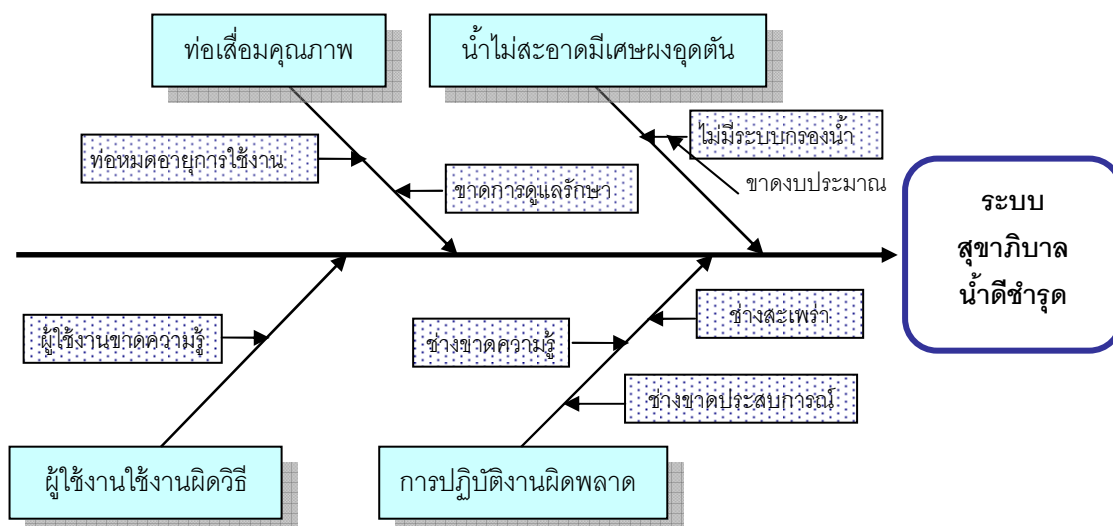 ท่อเสื่อมคุณภาพ
น้ำไม่สะอาดมีเศษผงอุดตัน
ไม่มีระบบกรองน้ำ
ท่อหมดอายุการใช้งาน
ขาดการดูแลรักษา
ขาดงบประมาณ
ระบบ
สุขาภิบาล
น้ำดีชำรุด
ช่างสะเพร่า
ผู้ใช้งานขาดความรู้
ช่างขาดความรู้
ช่างขาดประสบการณ์
ผู้ใช้งานใช้งานผิดวิธี
การปฏิบัติงานผิดพลาด